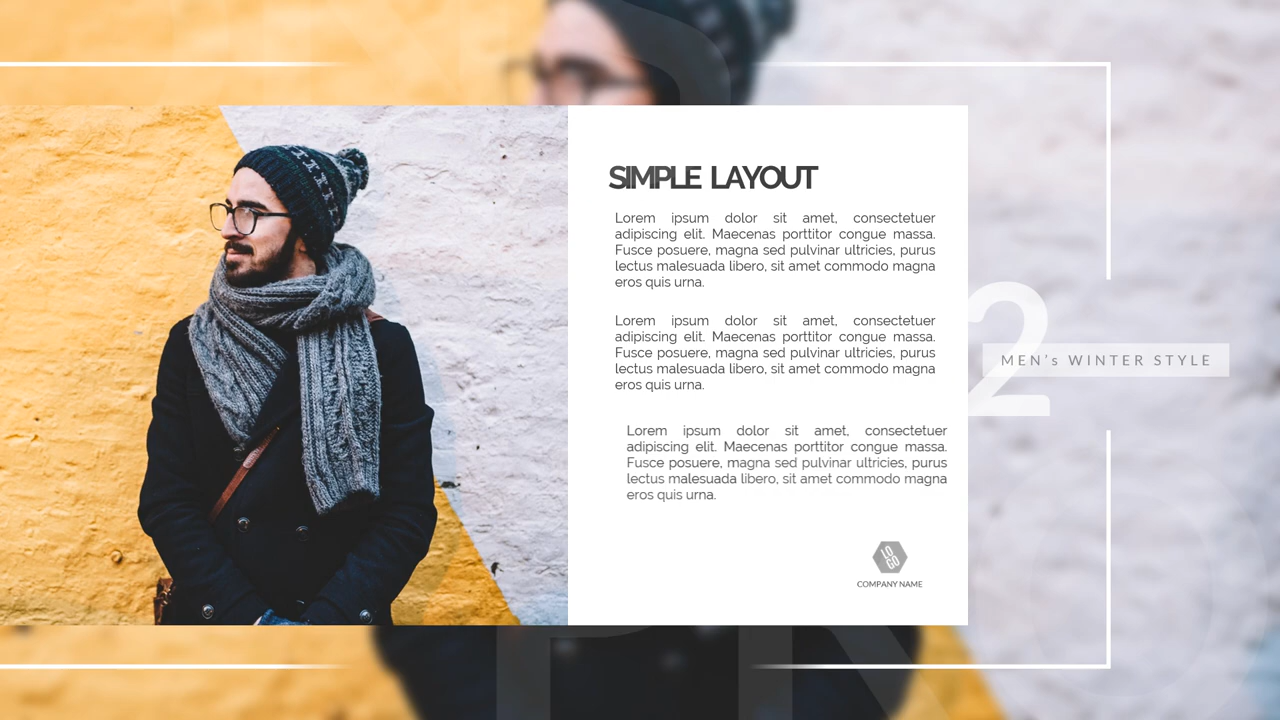 SIMPLE LAYOUT
Lorem ipsum dolor sit amet, consectetuer
adipiscing elit. Maecenas porttitor congue massa.
Fusce posuere, magna sed pulvinar ultricies, purus
lectus malesuada libero, sit amet commodo magna
eros quis urna.
Lorem ipsum dolor sit amet, consectetuer
adipiscing elit. Maecenas porttitor congue massa.
Fusce posuere, magna sed pulvinar ultricies, purus
lectus malesuada libero, sit amet commodo magna
eros quis urna.
Lorem ipsum dolor sit amet, consectetuer
adipiscing elit. Maecenas porttitor congue massa.
Fusce posuere, magna sed pulvinar ultricies, purus
lectus malesuada libero, sit amet commodo magna
eros quis urna.
LO
GO
COMPANY NAME
2
MEN's WINTER STYLE